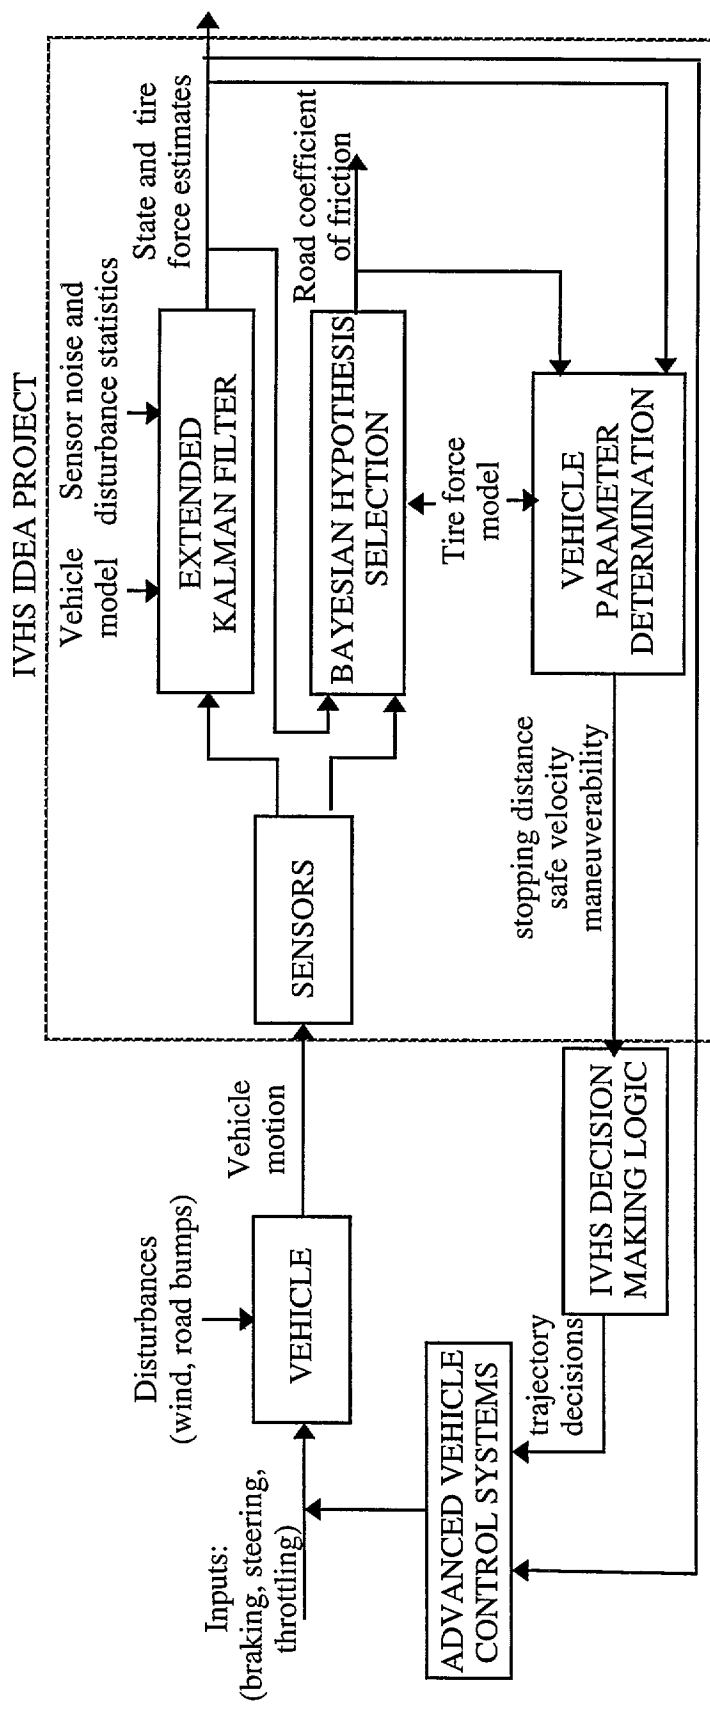 IVHS IDEA PROJECT
Inputs:
(braking, steering,
throttling)
Disturbances
(wind, road bumps)
VEHICLE
Vehicle
motion
SENSORS
Vehicle
model
Sensor noise and
disturbance statistics
EXTENDED
KALMAN FILTER
State and tire
force estimates
BAYESIAN HYPOTHESIS
SELECTION
Road coefficient
of friction
Tire force
model
VEHICLE
PARAMETER
DETERMINATION
stopping distance
safe velocity
maneuverability
IVHS DECISION
MAKING LOGIC
trajectory
decisions
ADVANCED VEHICLE
CONTROL SYSTEMS